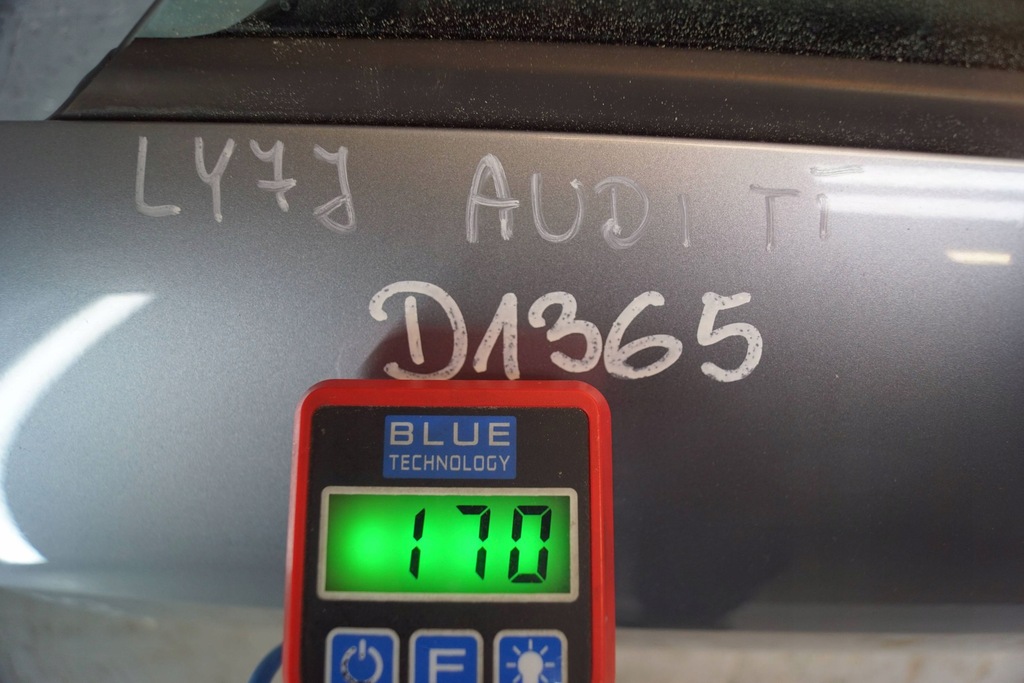 LY7J AUDI TT
D1365
BLUE
TECHNOLOGY
170
F